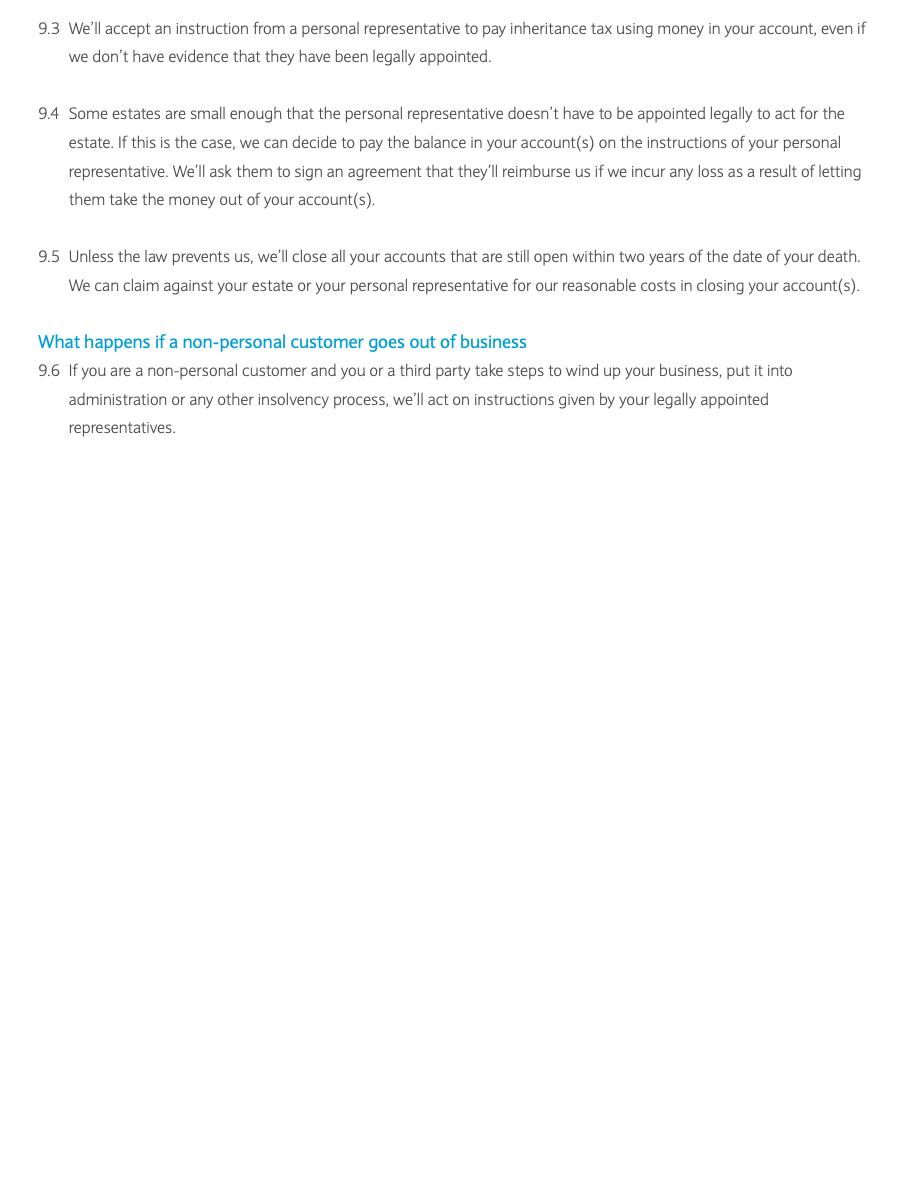 9.3 We’ll accept an instruction from a personal representative to pay inheritance tax using money in your account, even if
we don’t have evidence that they have been legally appointed.
9.4 Some estates are small enough that the personal representative doesn’t have to be appointed legally to act for the
estate. If this is the case, we can decide to pay the balance in your account(s) on the instructions of your personal
representative. We’ll ask them to sign an agreement that they’ll reimburse us if we incur any loss as a result of letting
them take the money out of your account(s).
9.5 Unless the law prevents us, we’ll close all your accounts that are still open within two years of the date of your death.
We can claim against your estate or your personal representative for our reasonable costs in closing your account(s).
What happens if a non-personal customer goes out of business
9.6 If you are a non-personal customer and you or a third party take steps to wind up your business, put it into
administration or any other insolvency process, we’ll act on instructions given by your legally appointed
representatives.